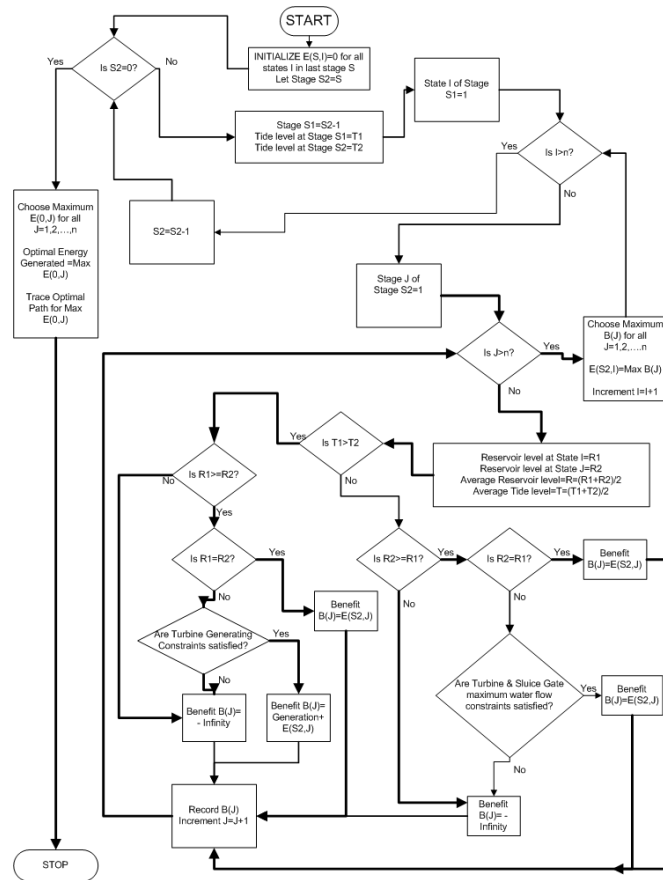 START
INITIALIZE E(S,I)=0 for all
states I in last stage S
Let Stage S2=S
Is S2=0?
Yes
No
Stage S1=S2-1
Tide level at Stage S1=T1
Tide level at Stage S2=T2
State I of Stage
S1=1
Is I>n?
Yes
No
S2=S2-1
Choose Maximum
E(0,J) for all
J=1,2,...,n
Optimal Energy
Generated =Max
E(0,J)
Trace Optimal
Path for Max
E(0,J)
Stage J of
Stage S2=1
Is J>n?
Yes
No
Choose Maximum
B(J) for all
J=1,2,....n
E(S2,I)=Max B(J)
Increment I=I+1
Reservoir level at State I=R1
Reservoir level at State J=R2
Average Reservoir level=R=(R1+R2)/2
Average Tide level=T=(T1+T2)/2
Is T1>T2
Yes
No
Is R1>=R2?
No
Yes
Is R1=R2?
Yes
No
Benefit
B(J)=E(S2,J)
Are Turbine Generating
Constraints satisfied?
Yes
No
Benefit B(J)=
- Infinity
Benefit B(J)=
Generation+
E(S2,J)
Is R2>=R1?
Yes
No
Is R2=R1?
Yes
No
Benefit
B(J)=E(S2,J)
Are Turbine & Sluice Gate
maximum water flow
constraints satisfied?
Yes
No
Benefit
B(J)=E(S2,J)
Benefit
B(J)= -
Infinity
Record B(J)
Increment J=J+1
STOP